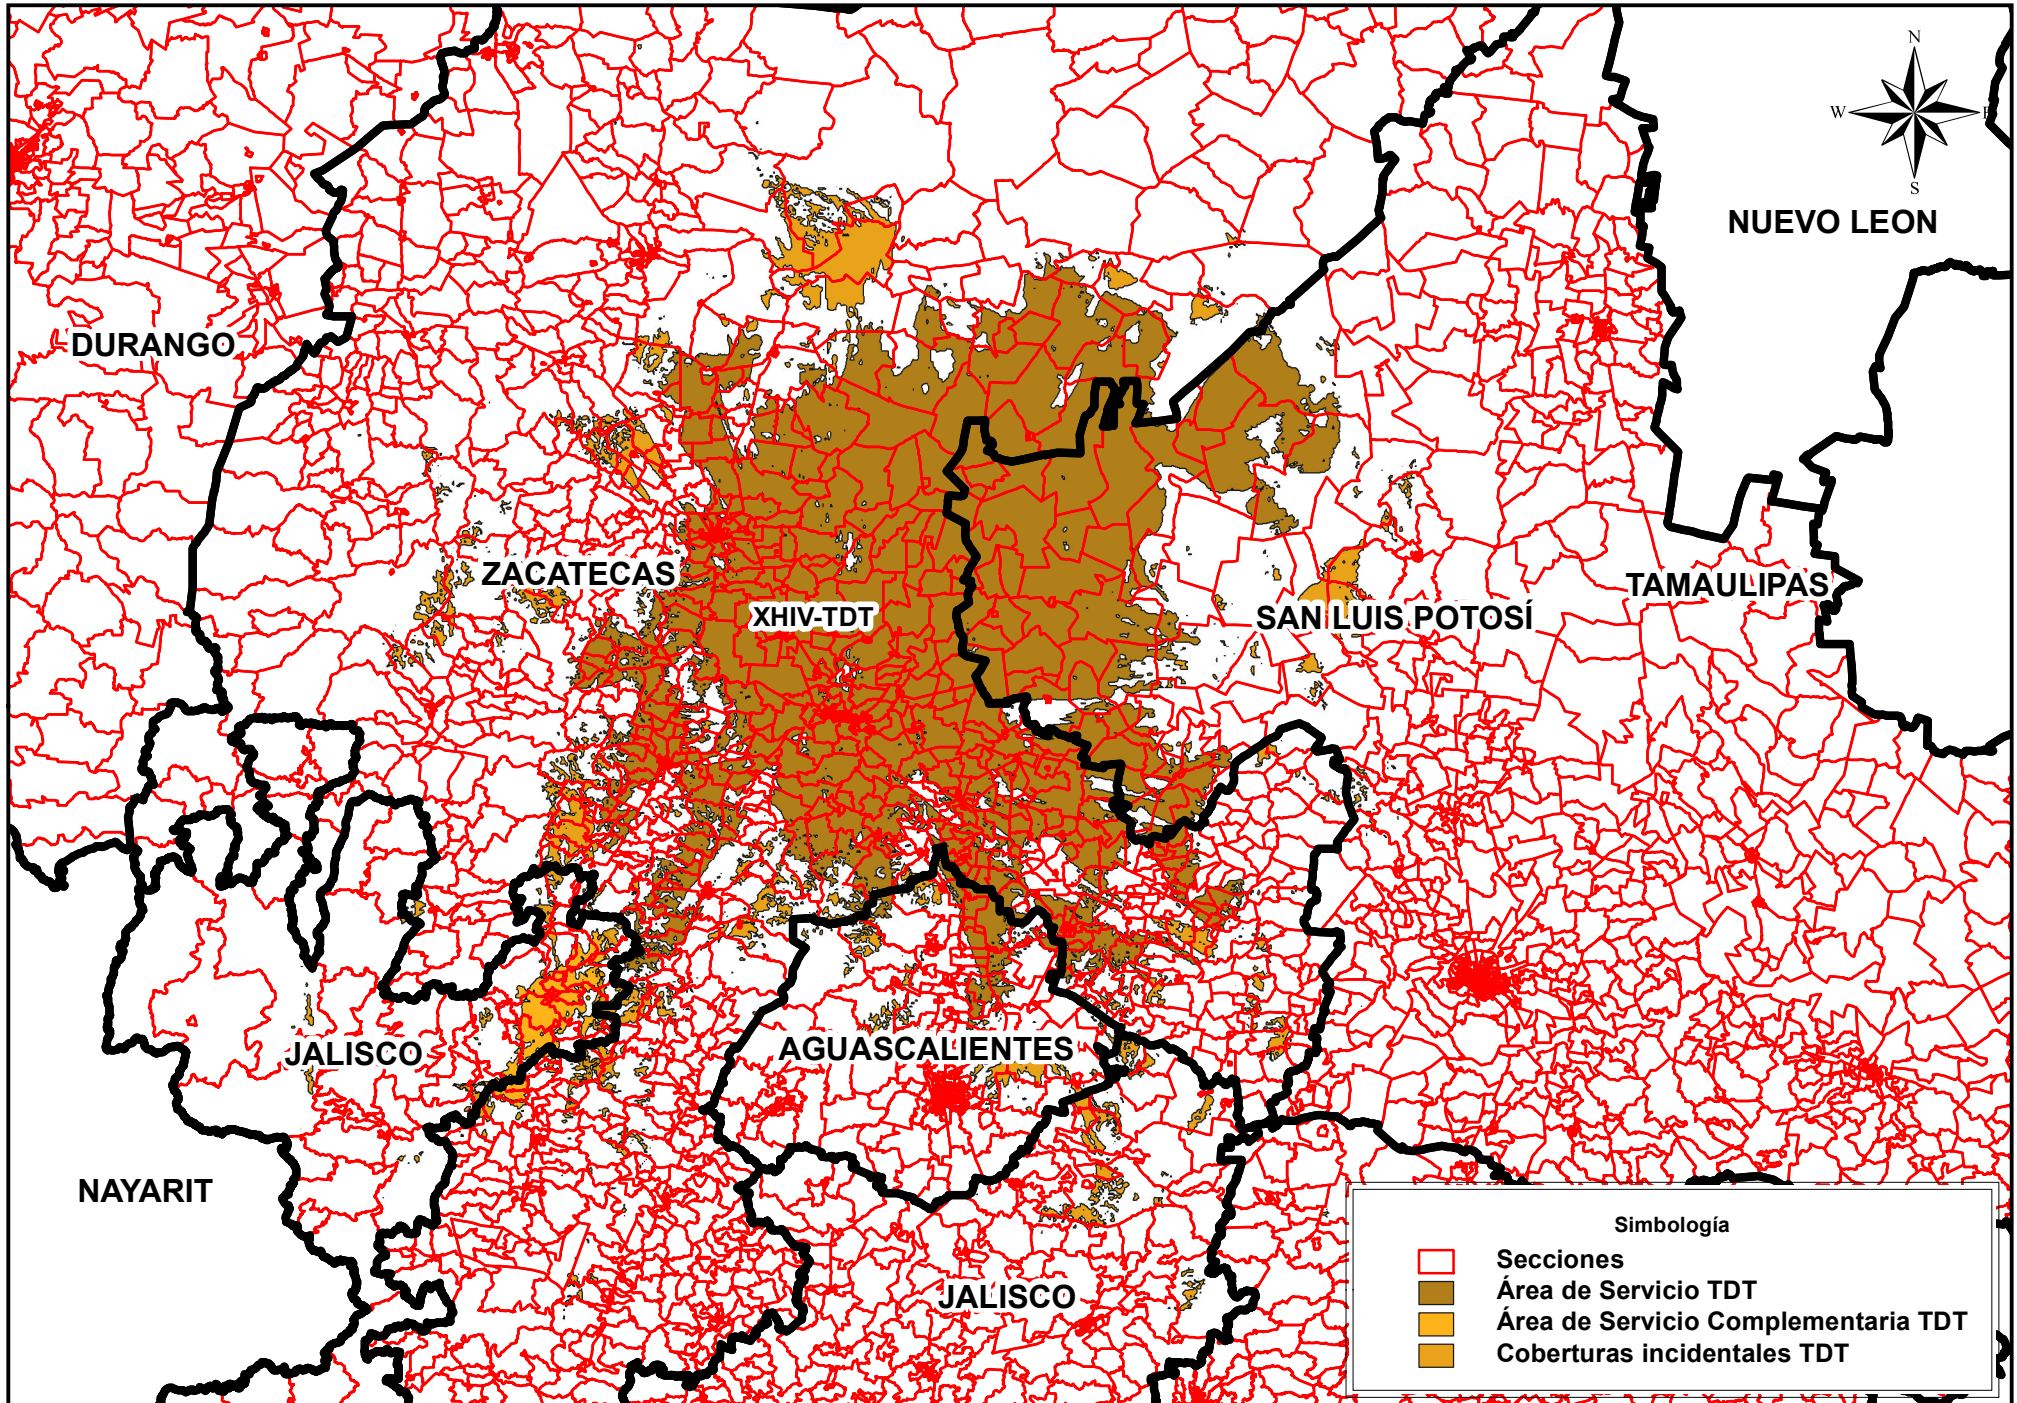 N
W
E
S
NUEVO LEON
DURANGO
ZACATECAS
XHIV-TDT
TAMAULIPAS
SAN LUIS POTOSÍ
JALISCO
AGUASCALIENTES
NAYARIT
JALISCO
Simbología
Secciones
Área de Servicio TDT
Área de Servicio Complementaria TDT
Coberturas incidentales TDT